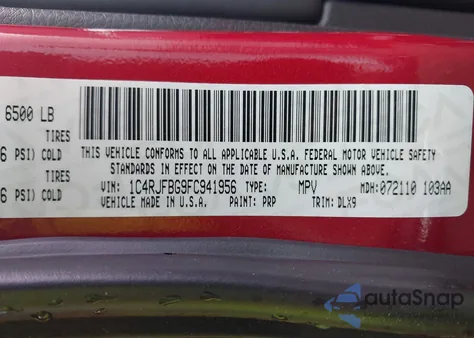 6500 LB
TIRES
6 PSI) COLD
TIRES
6 PSI) COLD
THIS VEHICLE CONFORMS TO ALL APPLICABLE U.S.A. FEDERAL MOTOR VEHICLE SAFETY
STANDARDS IN EFFECT ON THE DATE OF MANUFACTURE SHOWN ABOVE.
VIN: 1C4RJFBG9FC941956 TYPE: MPV MDH: 072110 103AA
VEHICLE MADE IN U.S.A. PAINT: PRP TRIM: DLX9
autoSnap